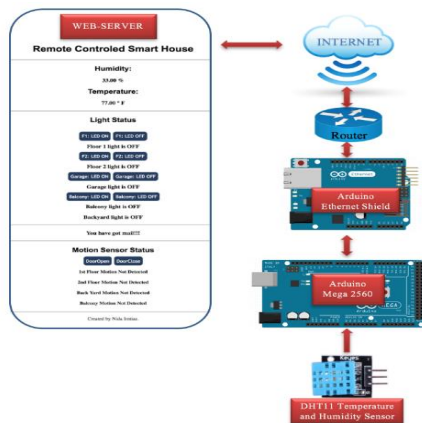 WEB-SERVER
Remote Controled Smart House
Humidity:
33.00 %
Temperature:
77.00 ° F
Light Status
F1: LED ON F1: LED OFF
Floor 1 light is OFF
F2: LED ON F2: LED OFF
Floor 2 light is OFF
Garage: LED ON Garage: LED OFF
Garage light is OFF
Balcony: LED ON Balcony: LED OFF
Balcony light is OFF
Backyard light is OFF
You have got mail!!!
Motion Sensor Status
DoorOpen DoorClose
1st Floor Motion Not Detected
2nd Floor Motion Not Detected
Back Yard Motion Not Detected
Balcony Motion Not Detected
INTERNET
Router
Arduino
Ethernet Shield
Arduino
Mega 2560
MEGA
Keyes
DHT11 Temperature
and Humidity Sensor